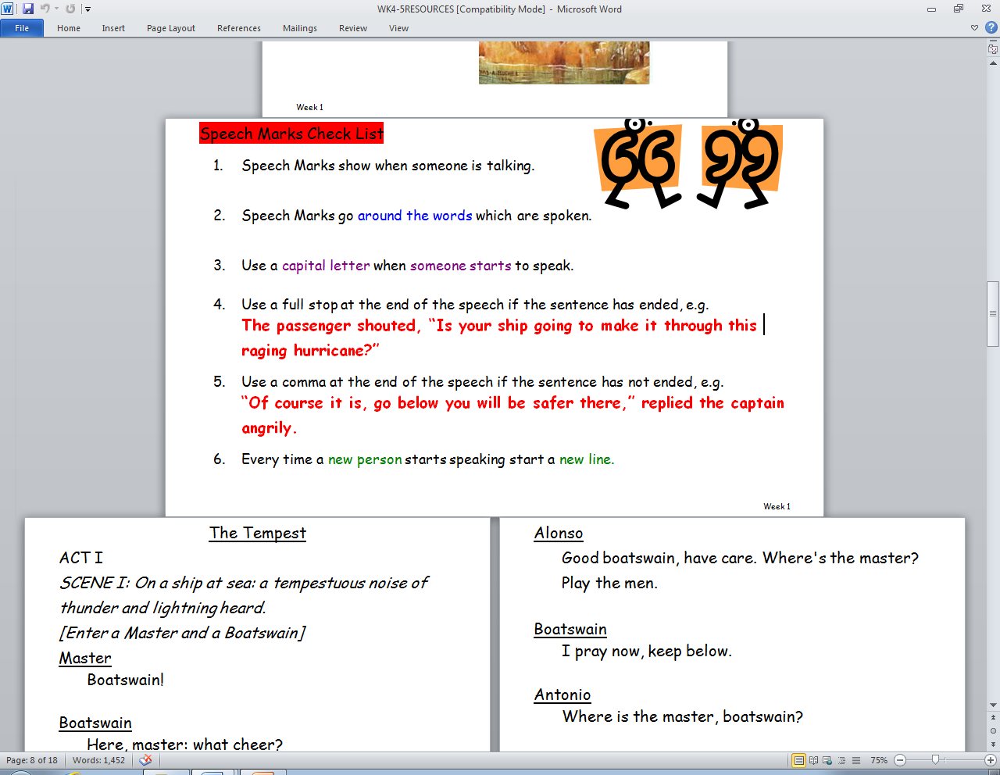 WK4-5RESOURCES [Compatibility Mode] - Microsoft Word
File Home Insert Page Layout References Mailings Review View
Week 1
Speech Marks Check List
66 99
1. Speech Marks show when someone is talking.
2. Speech Marks go around the words which are spoken.
3. Use a capital letter when someone starts to speak.
4. Use a full stop at the end of the speech if the sentence has ended, e.g.
The passenger shouted, “Is your ship going to make it through this
raging hurricane?”
5. Use a comma at the end of the speech if the sentence has not ended, e.g.
“Of course it is, go below you will be safer there,” replied the captain
angrily.
6. Every time a new person starts speaking start a new line.
Week 1
The Tempest
ACT I
SCENE I: On a ship at sea: a tempestuous noise of
thunder and lightning heard.
[Enter a Master and a Boatswain]
Master
Boatswain!
Boatswain
Here, master: what cheer?
Alonso
Good boatswain, have care. Where's the master?
Play the men.
Boatswain
I pray now, keep below.
Antonio
Where is the master, boatswain?
Page: 8 of 18 Words: 1,452 75%